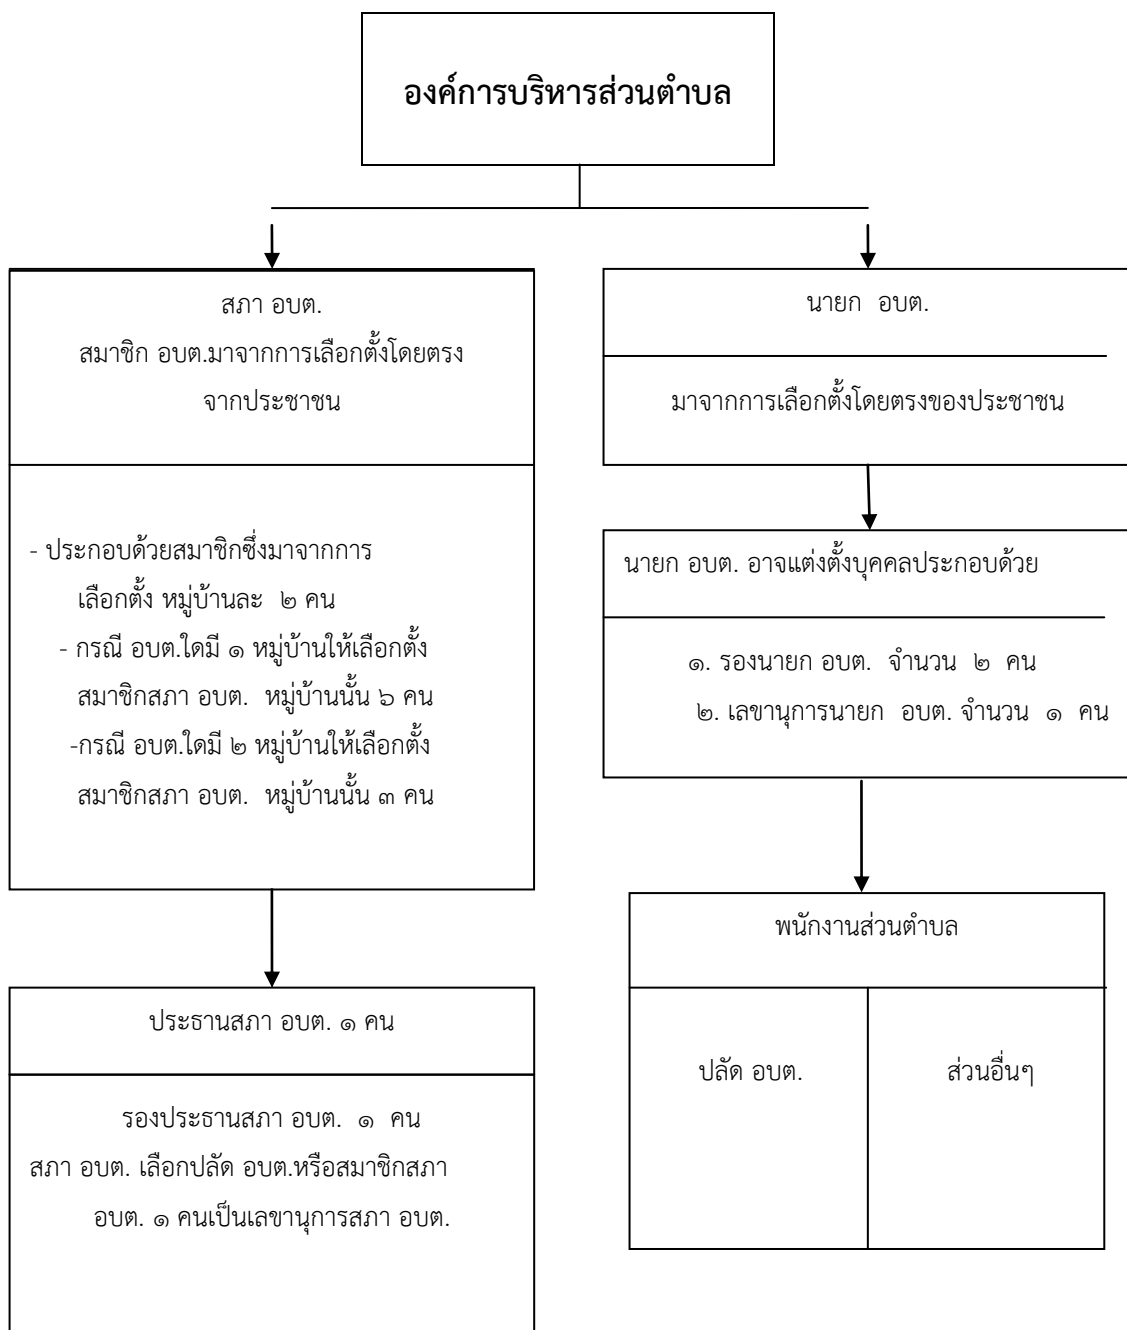 องค์การบริหารส่วนตำบล
สภา อบต.
สมาชิก อบต.มาจากการเลือกตั้งโดยตรง
จากประชาชน
- ประกอบด้วยสมาชิกซึ่งมาจากการ
เลือกตั้ง หมู่บ้านละ ๒ คน
- กรณี อบต.ใดมี ๑ หมู่บ้านให้เลือกตั้ง
สมาชิกสภา อบต. หมู่บ้านนั้น ๖ คน
-กรณี อบต.ใดมี ๒ หมู่บ้านให้เลือกตั้ง
สมาชิกสภา อบต. หมู่บ้านนั้น ๓ คน
ประธานสภา อบต. ๑ คน
รองประธานสภา อบต. ๑ คน
สภา อบต. เลือกปลัด อบต.หรือสมาชิกสภา
อบต. ๑ คนเป็นเลขานุการสภา อบต.
นายก อบต.
มาจากการเลือกตั้งโดยตรงของประชาชน
นายก อบต. อาจแต่งตั้งบุคคลประกอบด้วย
๑. รองนายก อบต. จำนวน ๒ คน
๒. เลขานุการนายก อบต. จำนวน ๑ คน
พนักงานส่วนตำบล
ปลัด อบต.
ส่วนอื่นๆ